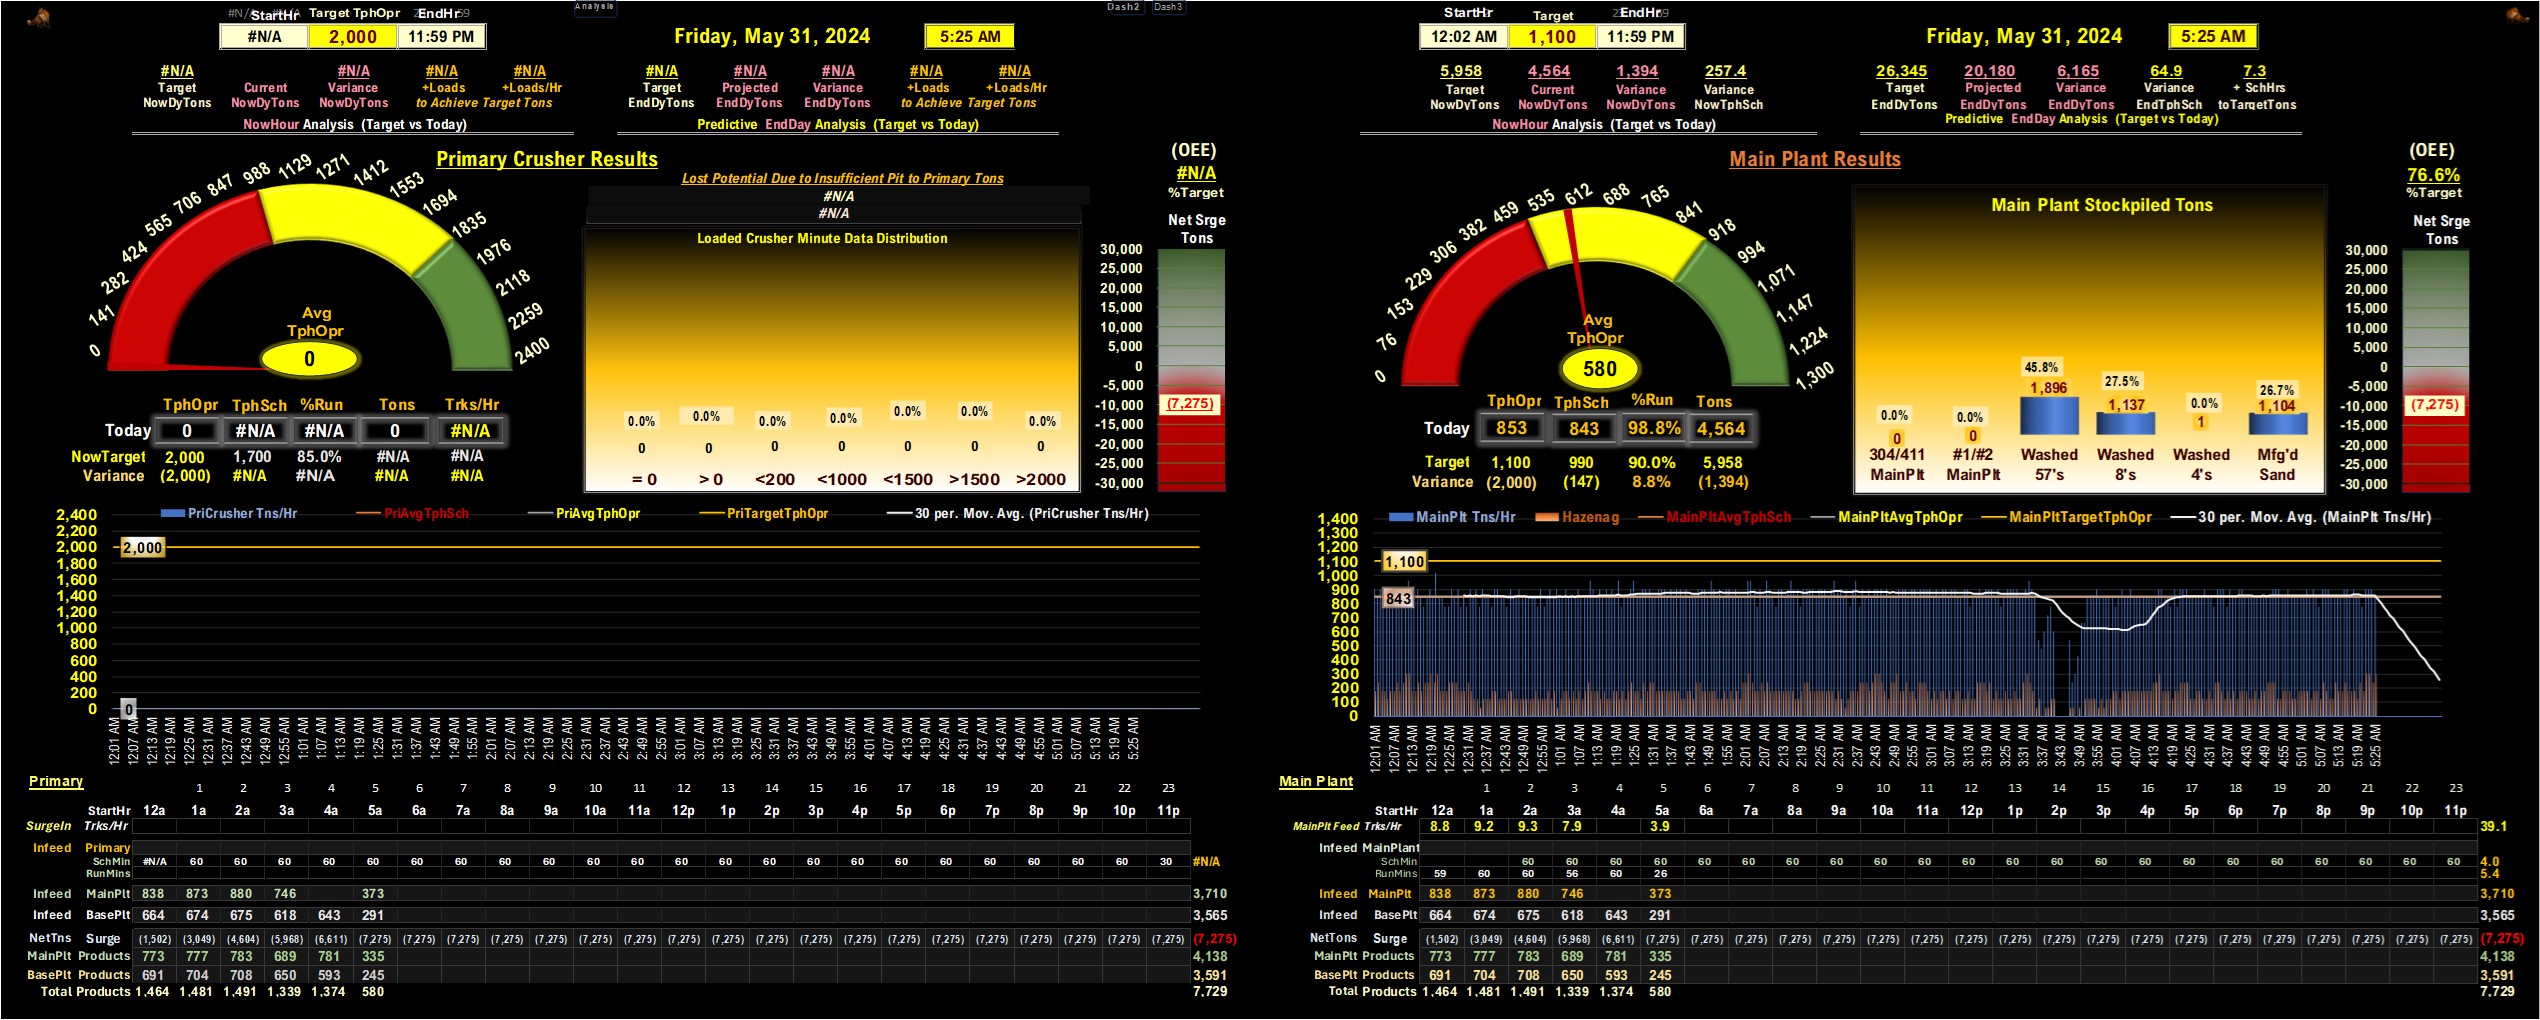 Analysis
Dash2 Dash3
StartHr Target TphOpr EndHr
#N/A 2,000 11:59 PM
Friday, May 31, 2024 5:25 AM
#N/A #N/A #N/A #N/A
Target Current Variance +Loads +Loads/Hr
NowDyTons NowDyTons NowDyTons to Achieve Target Tons
NowHour Analysis (Target vs Today)
#N/A #N/A #N/A #N/A #N/A
Target Projected Variance +Loads +Loads/Hr
EndDyTons EndDyTons EndDyTons to Achieve Target Tons
Predictive EndDay Analysis (Target vs Today)
Primary Crusher Results
0 141 282 424 565 706 847 988 1129 1271 1412 1553 1694 1835 1976 2118 2259 2400
Avg
TphOpr
0
Lost Potential Due to Insufficient Pit to Primary Tons
#N/A
#N/A
Loaded Crusher Minute Data Distribution
0.0% 0.0% 0.0% 0.0% 0.0% 0.0% 0.0%
0 0 0 0 0 0 0
= 0 > 0 <200 <1000 <1500 >1500 >2000
(OEE)
#N/A
%Target
Net Srge
Tons
30,000
25,000
20,000
15,000
10,000
5,000
0
-5,000
-10,000
-15,000
-20,000
-25,000
-30,000
(7,275)
TphOpr TphSch %Run Tons Trks/Hr
Today 0 #N/A #N/A 0 #N/A
NowTarget 2,000 1,700 85.0% #N/A #N/A
Variance (2,000) #N/A #N/A #N/A #N/A
PriCrusher Tns/Hr PriAvgTphSch PriAvgTphOpr PriTargetTphOpr 30 per. Mov. Avg. (PriCrusher Tns/Hr)
2,400
2,200
2,000
1,800
1,600
1,400
1,200
1,000
800
600
400
200
0
2,000
0
12:01 AM 12:07 AM 12:13 AM 12:19 AM 12:25 AM 12:31 AM 12:37 AM 12:43 AM 12:49 AM 12:55 AM 1:01 AM 1:07 AM 1:13 AM 1:19 AM 1:25 AM 1:31 AM 1:37 AM 1:43 AM 1:49 AM 1:55 AM 2:01 AM 2:07 AM 2:13 AM 2:19 AM 2:25 AM 2:31 AM 2:37 AM 2:43 AM 2:49 AM 2:55 AM 3:01 AM 3:07 AM 3:13 AM 3:19 AM 3:25 AM 3:31 AM 3:37 AM 3:43 AM 3:49 AM 3:55 AM 4:01 AM 4:07 AM 4:13 AM 4:19 AM 4:25 AM 4:31 AM 4:37 AM 4:43 AM 4:49 AM 4:55 AM 5:01 AM 5:07 AM 5:13 AM 5:19 AM 5:25 AM
Primary
1 2 3 4 5 6 7 8 9 10 11 12 13 14 15 16 17 18 19 20 21 22 23
StartHr 12a 1a 2a 3a 4a 5a 6a 7a 8a 9a 10a 11a 12p 1p 2p 3p 4p 5p 6p 7p 8p 9p 10p 11p
SurgeIn Trks/Hr
Infeed Primary
SchMin #N/A 60 60 60 60 60 60 60 60 60 60 60 60 60 60 60 60 60 60 60 60 60 60 30 #N/A
RunMins
Infeed MainPlt 838 873 880 746 373 3,710
Infeed BasePlt 664 674 675 618 643 291 3,565
NetTns Surge (1,502) (3,049) (4,604) (5,968) (6,611) (7,275) (7,275) (7,275) (7,275) (7,275) (7,275) (7,275) (7,275) (7,275) (7,275) (7,275) (7,275) (7,275) (7,275) (7,275) (7,275) (7,275) (7,275) (7,275) (7,275)
MainPlt Products 773 777 783 689 781 335 4,138
BasePlt Products 691 704 708 650 593 245 3,591
Total Products 1,464 1,481 1,491 1,339 1,374 580 7,729
StartHr Target EndHr
12:02 AM 1,100 11:59 PM
Friday, May 31, 2024 5:25 AM
5,958 4,564 1,394 257.4
Target Current Variance Variance
NowDyTons NowDyTons NowDyTons NowTphSch
NowHour Analysis (Target vs Today)
26,345 20,180 6,165 64.9 7.3
Target Projected Variance Variance + SchHrs
EndDyTons EndDyTons EndDyTons EndTphSch toTargetTons
Predictive EndDay Analysis (Target vs Today)
Main Plant Results
0 76 153 229 306 382 459 535 612 688 765 841 918 994 1,071 1,147 1,224 1,300
Avg
TphOpr
580
Main Plant Stockpiled Tons
0.0% 0.0% 45.8% 27.5% 0.0% 26.7%
0 0 1,896 1,137 1 1,104
304/411 #1/#2 Washed Washed Washed Mfg'd
MainPlt MainPlt 57's 8's 4's Sand
(OEE)
76.6%
%Target
Net Srge
Tons
30,000
25,000
20,000
15,000
10,000
5,000
0
-5,000
-10,000
-15,000
-20,000
-25,000
-30,000
(7,275)
TphOpr TphSch %Run Tons
Today 853 843 98.8% 4,564
Target 1,100 990 90.0% 5,958
Variance (2,000) (147) 8.8% (1,394)
MainPlt Tns/Hr Hazenag MainPltAvgTphSch MainPltAvgTphOpr MainPltTargetTphOpr 30 per. Mov. Avg. (MainPlt Tns/Hr)
1,400
1,300
1,200
1,100
1,000
900
800
700
600
500
400
300
200
100
0
1,100
843
12:01 AM 12:07 AM 12:13 AM 12:19 AM 12:25 AM 12:31 AM 12:37 AM 12:43 AM 12:49 AM 12:55 AM 1:01 AM 1:07 AM 1:13 AM 1:19 AM 1:25 AM 1:31 AM 1:37 AM 1:43 AM 1:49 AM 1:55 AM 2:01 AM 2:07 AM 2:13 AM 2:19 AM 2:25 AM 2:31 AM 2:37 AM 2:43 AM 2:49 AM 2:55 AM 3:01 AM 3:07 AM 3:13 AM 3:19 AM 3:25 AM 3:31 AM 3:37 AM 3:43 AM 3:49 AM 3:55 AM 4:01 AM 4:07 AM 4:13 AM 4:19 AM 4:25 AM 4:31 AM 4:37 AM 4:43 AM 4:49 AM 4:55 AM 5:01 AM 5:07 AM 5:13 AM 5:19 AM 5:25 AM
Main Plant
1 2 3 4 5 6 7 8 9 10 11 12 13 14 15 16 17 18 19 20 21 22 23
StartHr 12a 1a 2a 3a 4a 5a 6a 7a 8a 9a 10a 11a 12p 1p 2p 3p 4p 5p 6p 7p 8p 9p 10p 11p
MainPlt Feed Trks/Hr 8.8 9.2 9.3 7.9 3.9 39.1
Infeed MainPlant
SchMin 60 60 60 60 60 60 60 60 60 60 60 60 60 60 60 60 60 60 60 60 60 60 4.0
RunMins 59 60 60 56 60 26 5.4
Infeed MainPlt 838 873 880 746 373 3,710
Infeed BasePlt 664 674 675 618 643 291 3,565
NetTons Surge (1,502) (3,049) (4,604) (5,968) (6,611) (7,275) (7,275) (7,275) (7,275) (7,275) (7,275) (7,275) (7,275) (7,275) (7,275) (7,275) (7,275) (7,275) (7,275) (7,275) (7,275) (7,275) (7,275) (7,275) (7,275)
MainPlt Products 773 777 783 689 781 335 4,138
BasePlt Products 691 704 708 650 593 245 3,591
Total Products 1,464 1,481 1,491 1,339 1,374 580 7,729